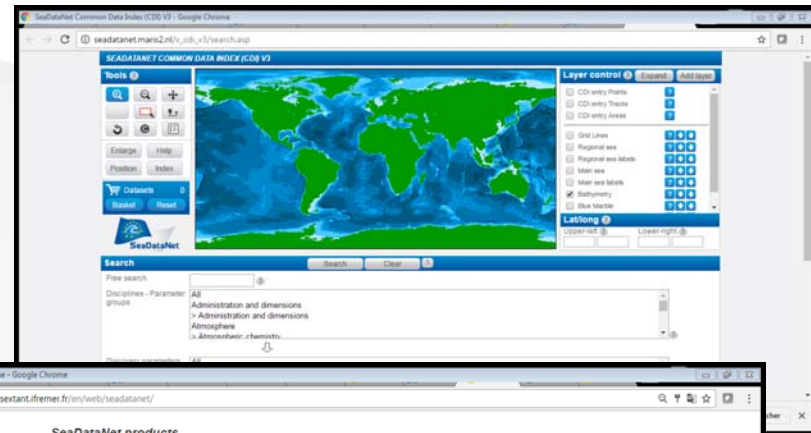 SeaDataNet Common Data Index (CDI) V3 - Google Chrome
seadatanet.maris2.nl/v_cdi_v3/search.asp
SEADATANET COMMON DATA INDEX (CDI) V3
Tools
Enlarge Help
Position Index
Datasets 0
Basket Reset
SeaDataNet
Layer control Expand Add layer
CDI entry Points
CDI entry Tracks
CDI entry Areas
Grid Lines
Regional sea
Regional sea labels
Main sea
Main sea labels
Bathymetry
Blue Marble
Lat/long
Upper-left Lower-right
Search Search Clear
Free search
Disciplines - Parameter groups
All
Administration and dimensions
> Administration and dimensions
Atmosphere
> Atmospheric chemistry
Discovery parameters All
- Google Chrome
sextant.ifremer.fr/en/web/seadatanet/
SeaDataNet products